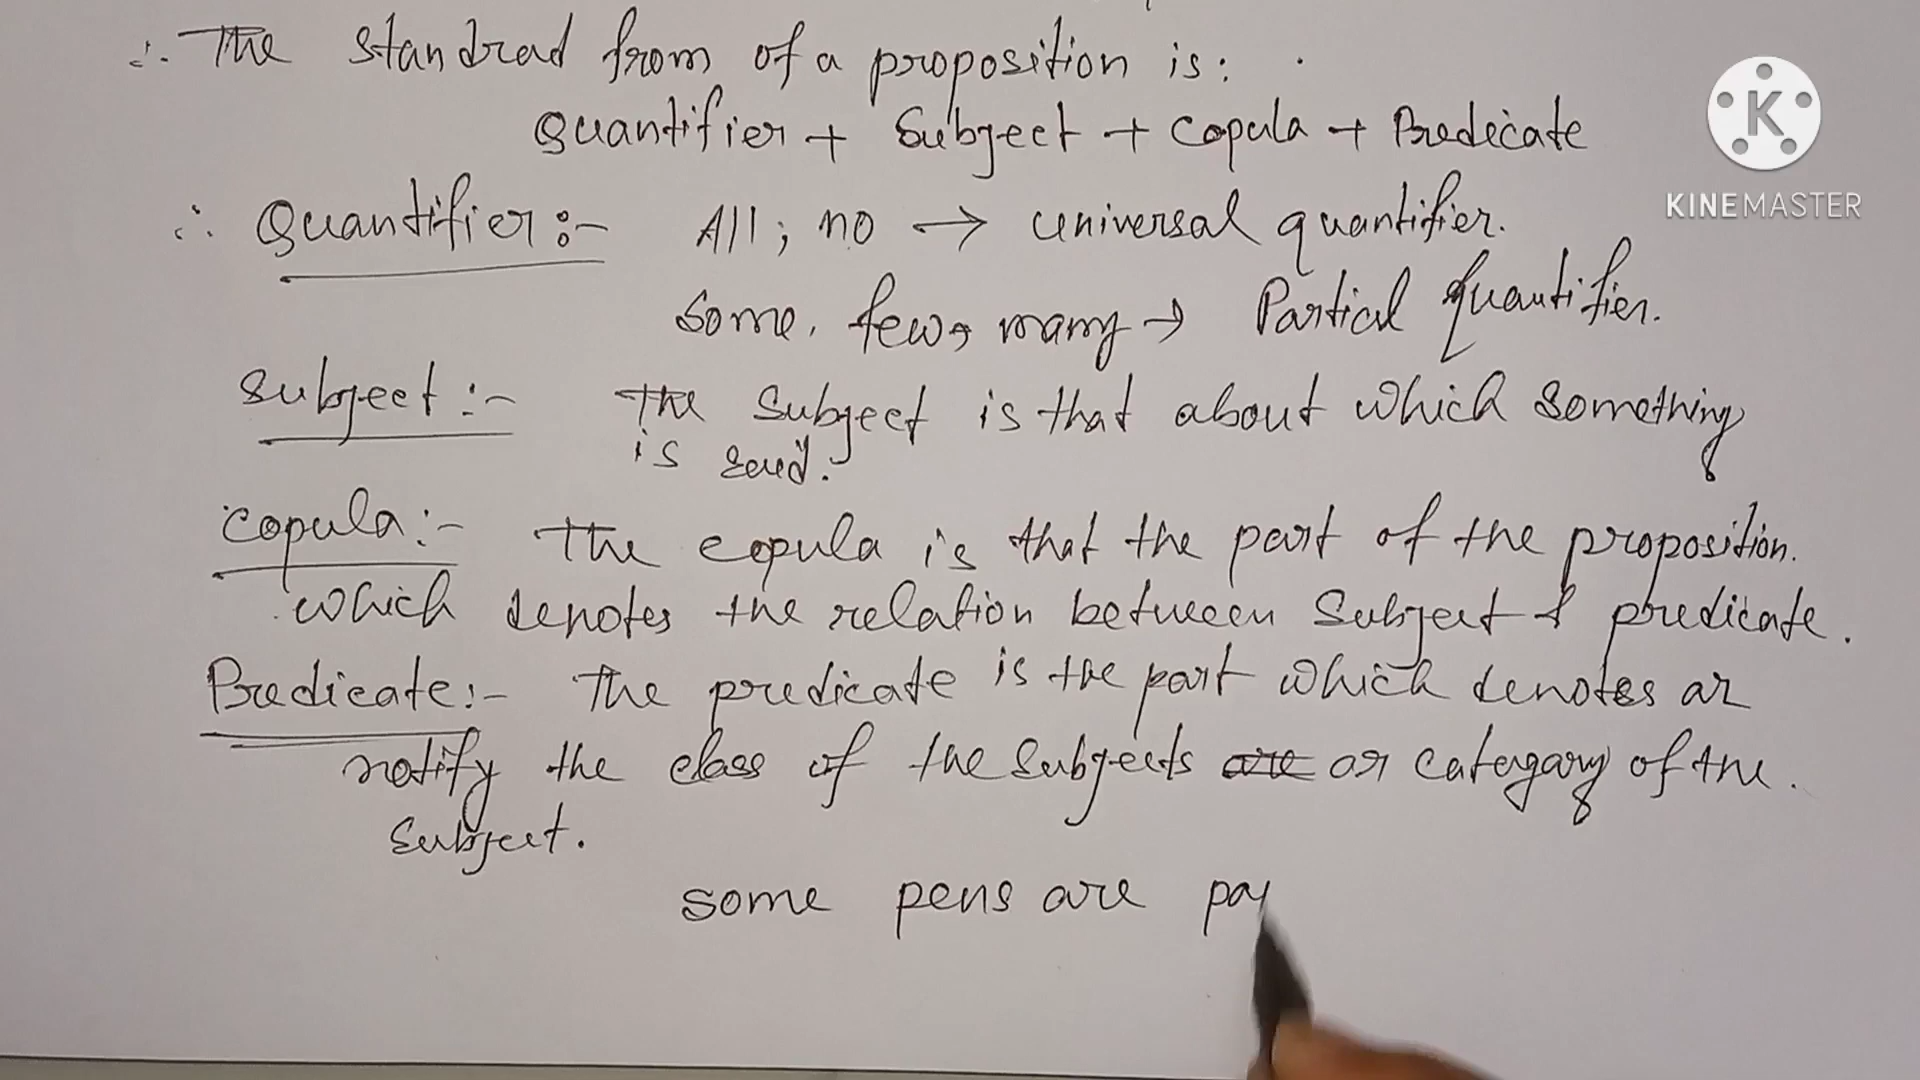 ∴ The standrad from of a proposition is:
Quantifier + Subject + Copula + Predicate
K
KINEMASTER
∴ Quantifier:- All; no → universal quantifier.
Some, few, many → Partial quantifier.
Subject:- The Subject is that about which Something
is said.
Copula:- The copula is that the part of the proposition.
which denotes the relation between Subject & predicate.
Predicate:- The predicate is the part which denotes or
notify the class of the Subjects are or category of the.
Subject.
Some pens are pa